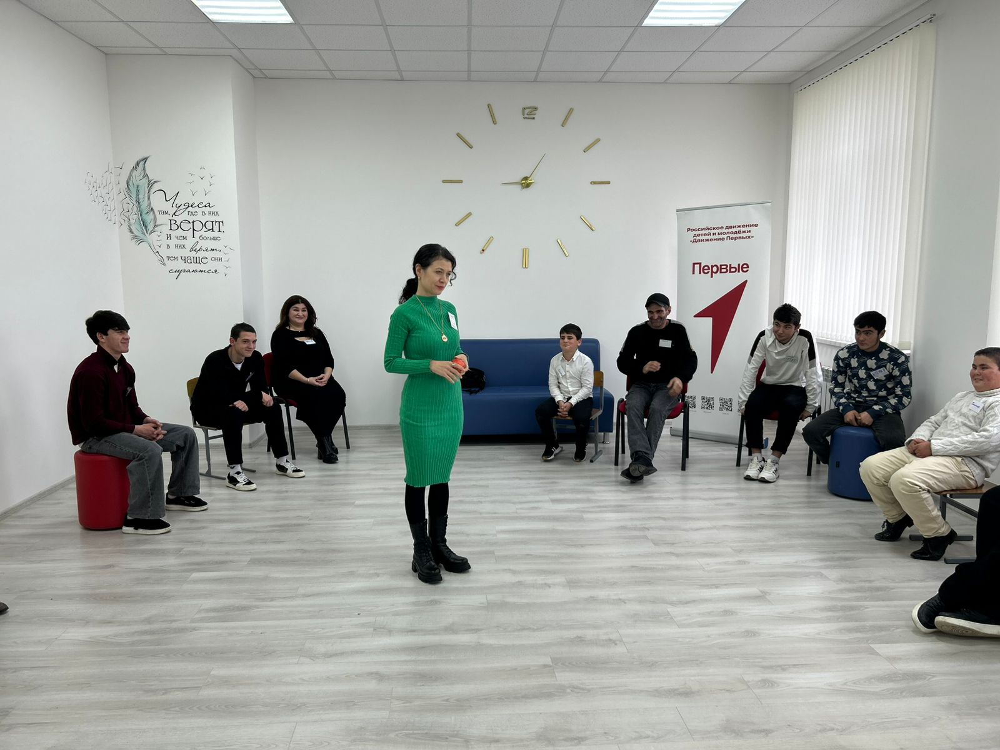 Чудеса
там, где в них
верят.
И чем больше
в них верят,
тем чаще они
случаются
12
Российское движение
детей и молодёжи
«Движение Первых»
Первые